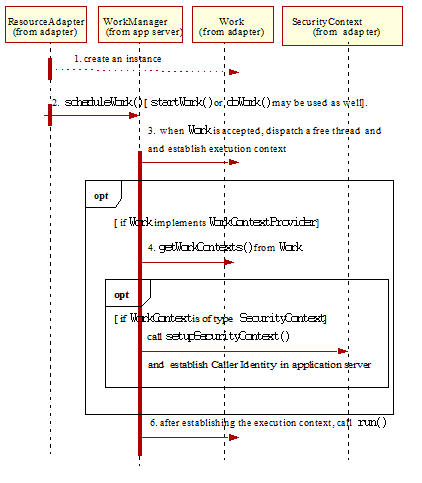 ResourceAdapter
(from adapter)
WorkManager
(from app server)
Work
(from adapter)
SecurityContext
(from adapter)
1. create an instance
2. scheduleWork() [ startWork() or doWork() may be used as well].
3. when Work is accepted, dispatch a free thread and
and establish execution context
opt
[ if Work implements WorkContextProvider]
4. getWorkContexts() from Work
opt
[ if WorkContext is of type SecurityContext]
call setupSecurityContext()
and establish Caller Identity in application server
6. after establishing the execution context, call run()